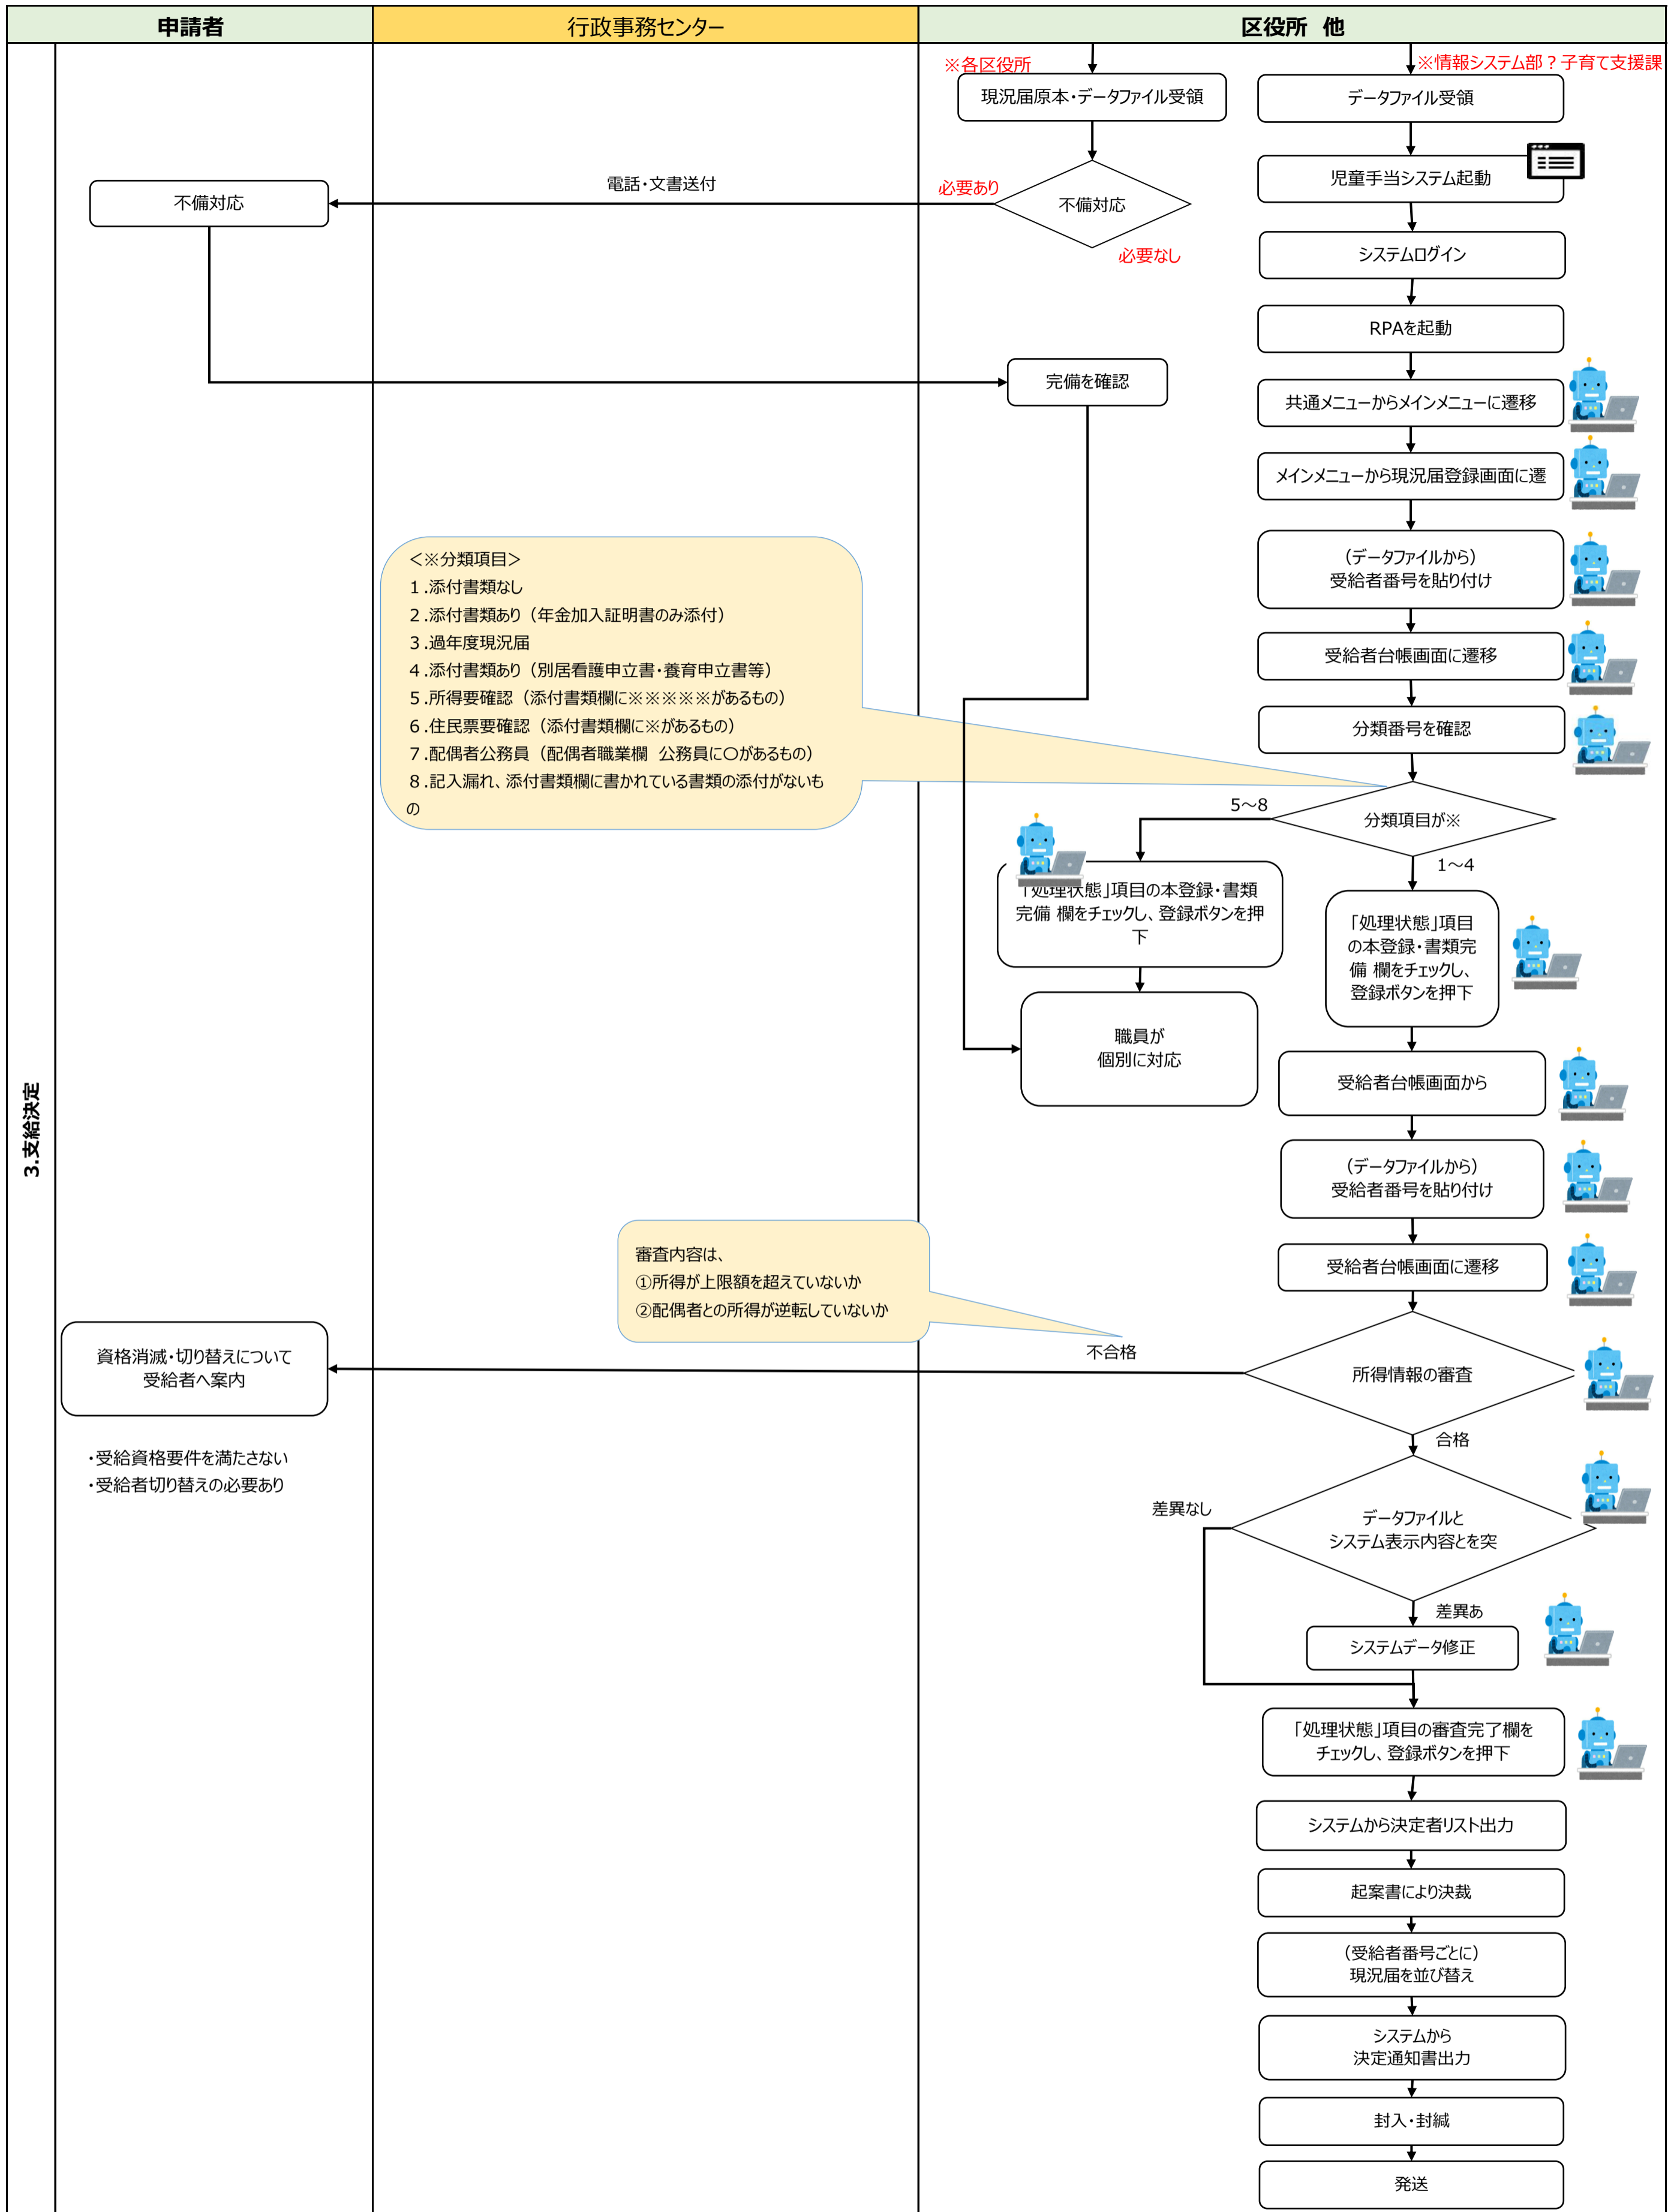 申請者
行政事務センター
区役所 他
3.支給決定
※各区役所
※情報システム部？子育て支援課
現況届原本・データファイル受領
データファイル受領
児童手当システム起動
電話・文書送付
必要あり
不備対応
不備対応
必要なし
システムログイン
RPAを起動
完備を確認
共通メニューからメインメニューに遷移
メインメニューから現況届登録画面に遷
（データファイルから）
受給者番号を貼り付け
＜※分類項目＞
１.添付書類なし
２.添付書類あり（年金加入証明書のみ添付）
３.過年度現況届
４.添付書類あり（別居看護申立書・養育申立書等）
５.所得要確認（添付書類欄に※※※※※があるもの）
６.住民票要確認（添付書類欄に※があるもの）
７.配偶者公務員（配偶者職業欄 公務員に〇があるもの）
８.記入漏れ、添付書類欄に書かれている書類の添付がないも
の
受給者台帳画面に遷移
分類番号を確認
分類項目が※
5～8
1～4
「処理状態」項目の本登録・書類
完備 欄をチェックし、登録ボタンを押
下
「処理状態」項目
の本登録・書類完
備 欄をチェックし、
登録ボタンを押下
職員が
個別に対応
受給者台帳画面から
（データファイルから）
受給者番号を貼り付け
受給者台帳画面に遷移
審査内容は、
①所得が上限額を超えていないか
②配偶者との所得が逆転していないか
不合格
所得情報の審査
合格
資格消滅・切り替えについて
受給者へ案内
・受給資格要件を満たさない
・受給者切り替えの必要あり
差異なし
データファイルと
システム表示内容とを突
差異あ
システムデータ修正
「処理状態」項目の審査完了欄を
チェックし、登録ボタンを押下
システムから決定者リスト出力
起案書により決裁
（受給者番号ごとに）
現況届を並び替え
システムから
決定通知書出力
封入・封緘
発送